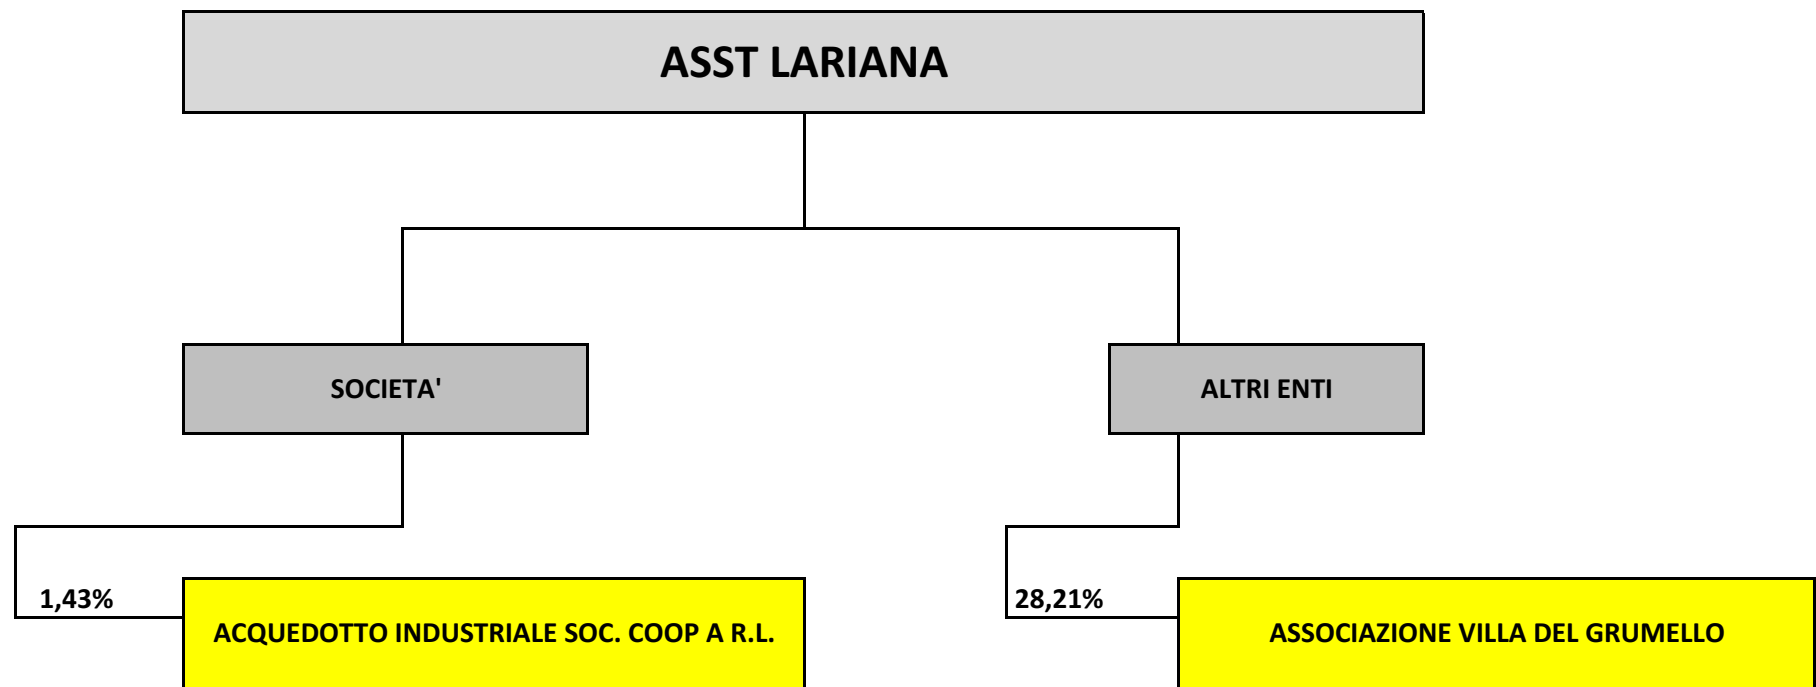 ASST LARIANA
SOCIETA'
ALTRI ENTI
1,43%
28,21%
ACQUEDOTTO INDUSTRIALE SOC. COOP A R.L.
ASSOCIAZIONE VILLA DEL GRUMELLO